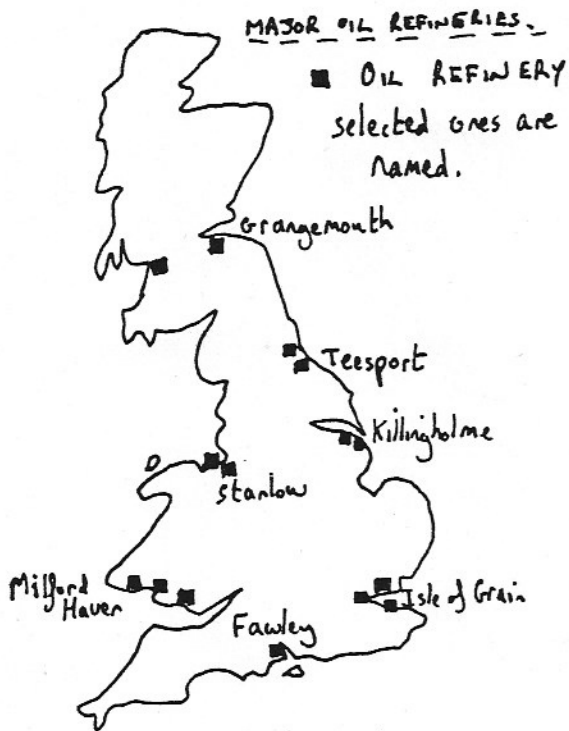 MAJOR OIL REFINERIES.
OIL REFINERY
selected ones are
named.
Grangemouth
Teesport
Killingholme
Stanlow
Milford
Haven
Isle of Grain
Fawley